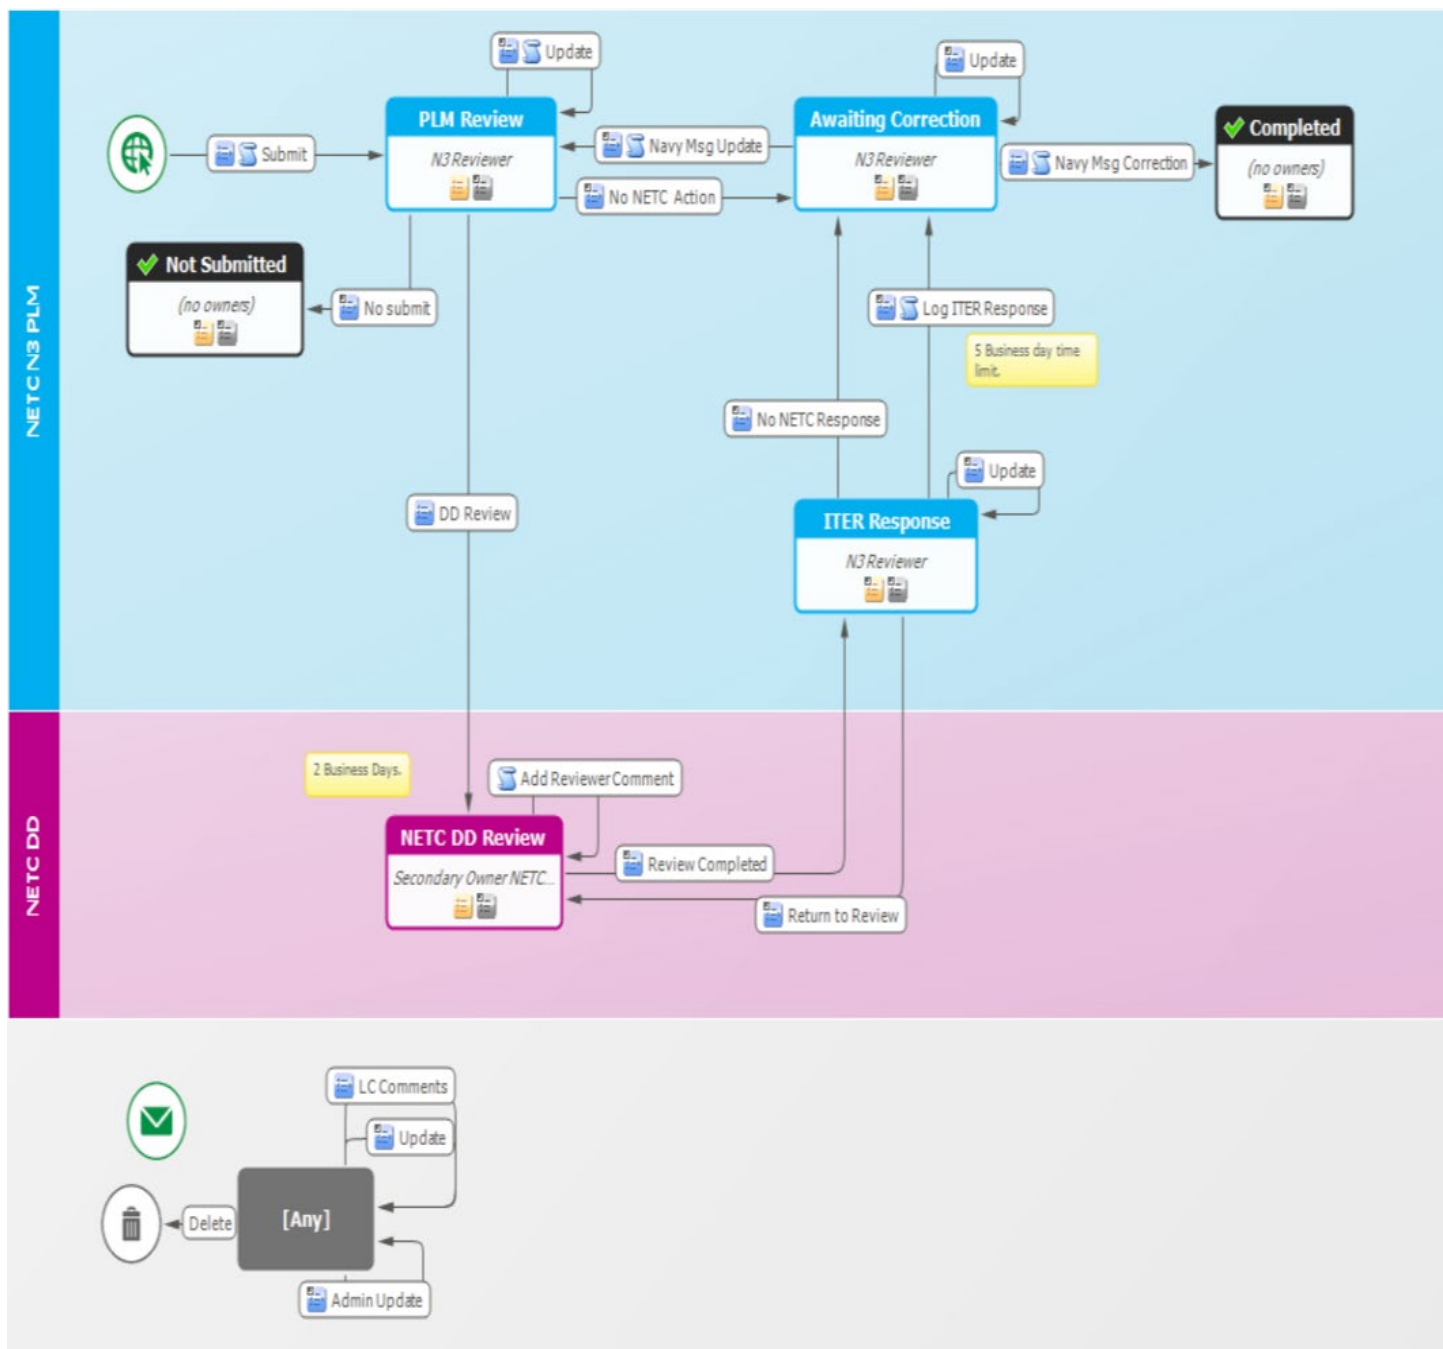 NETC N3 PLM
Update
Update
PLM Review
N3 Reviewer
Awaiting Correction
N3 Reviewer
Completed
(no owners)
Submit
Navy Msg Update
Navy Msg Correction
No NETC Action
Not Submitted
(no owners)
No submit
Log ITER Response
5 Business day time
limit.
No NETC Response
Update
DD Review
ITER Response
N3 Reviewer
NETC DD
2 Business Days.
Add Reviewer Comment
NETC DD Review
Secondary Owner NETC...
Review Completed
Return to Review
LC Comments
Update
[Any]
Delete
Admin Update